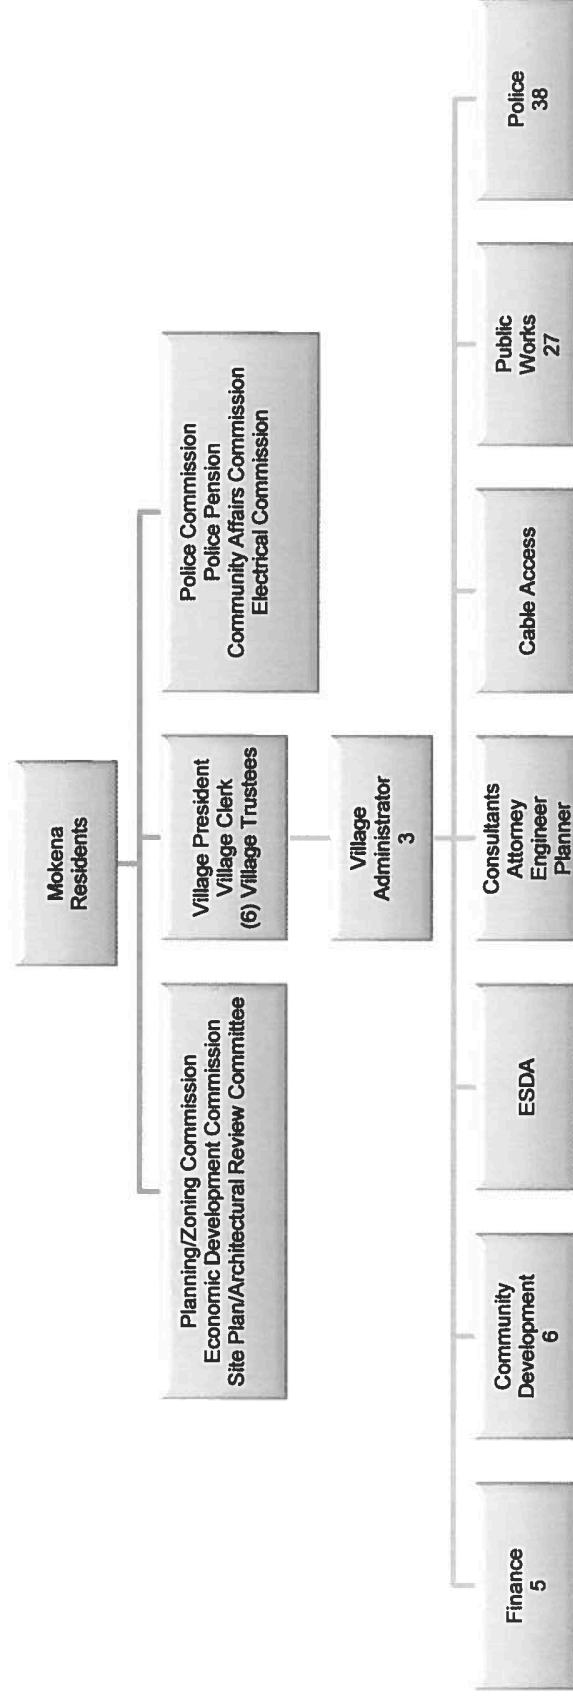 Mokena
Residents
Planning/Zoning Commission
Economic Development Commission
Site Plan/Architectural Review Committee
Village President
Village Clerk
(6) Village Trustees
Police Commission
Police Pension
Community Affairs Commission
Electrical Commission
Village
Administrator
3
Finance
5
Community
Development
6
ESDA
Consultants
Attorney
Engineer
Planner
Cable Access
Public
Works
27
Police
38